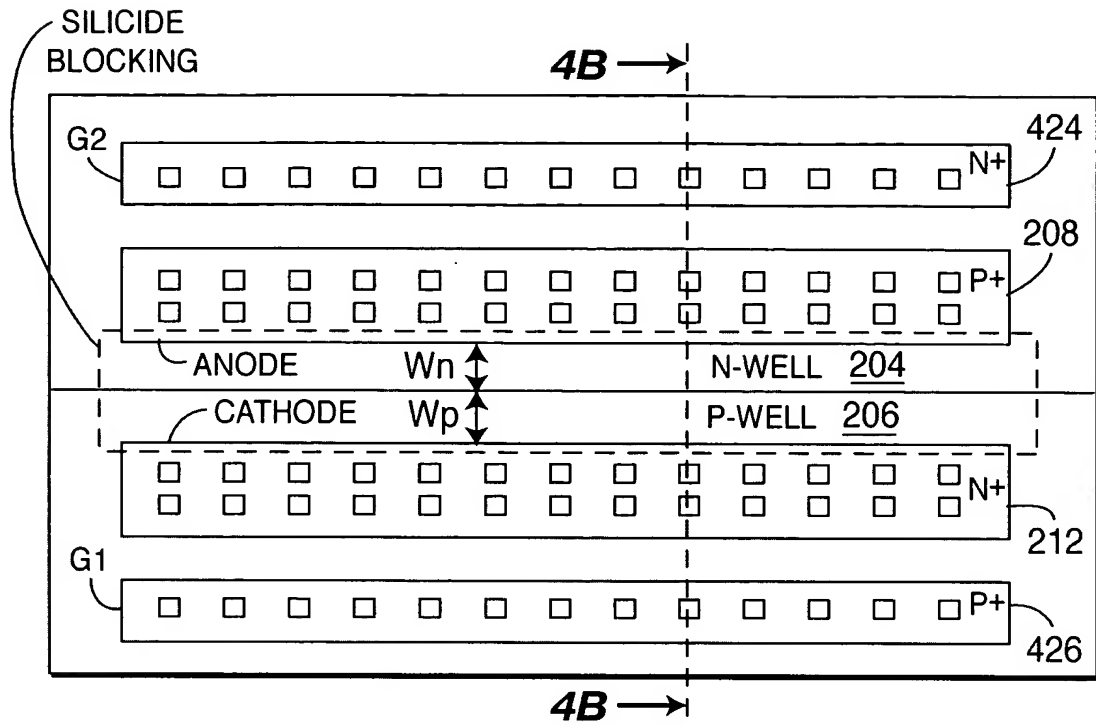 SILICIDE
BLOCKING
4B
G2
N+
424
208
P+
ANODE
Wn
N-WELL 204
CATHODE
Wp
P-WELL 206
N+
212
G1
P+
426
4B